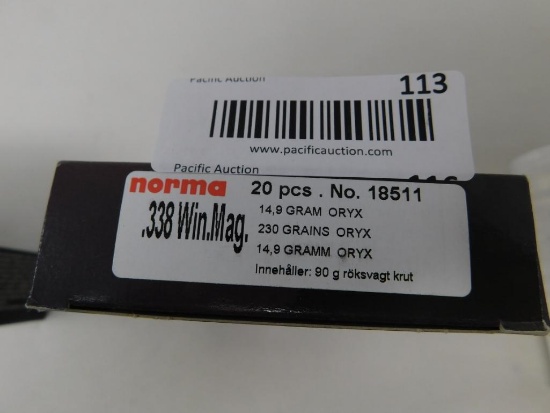 Pacific Auction
113
www.pacificauction.com
Pacific Auction
norma 20 pcs . No. 18511
.338 Win.Mag.
14,9 GRAM ORYX
230 GRAINS ORYX
14,9 GRAMM ORYX
Innehåller: 90 g röksvagt krut